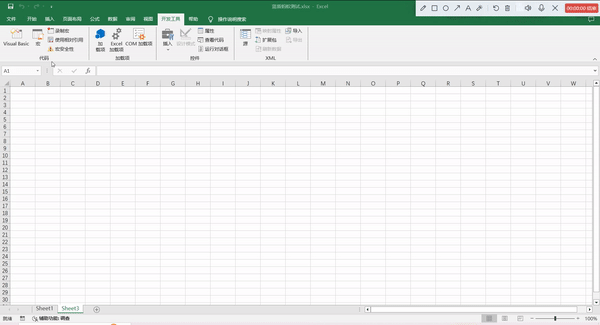 蓝底到检测试.xlsx - Excel
00:00:00 结束
文件 开始 插入 页面布局 公式 数据 审阅 视图 开发工具 帮助 操作说明搜索
Visual Basic 宏 录制宏 使用相对引用 宏安全性
加载项 Excel 加载项 COM 加载项
插入 设计模式 属性 查看代码 运行对话框
源 映射属性 扩展包 刷新数据 导入 导出
代码 加载项 控件 XML
A1 fx
A B C D E F G H I J K L M N O P Q R S T U V W
1
2
3
4
5
6
7
8
9
10
11
12
13
14
15
16
17
18
19
20
21
22
23
24
25
26
27
28
29
30
Sheet1 Sheet3
就绪 辅助功能: 调查 100%